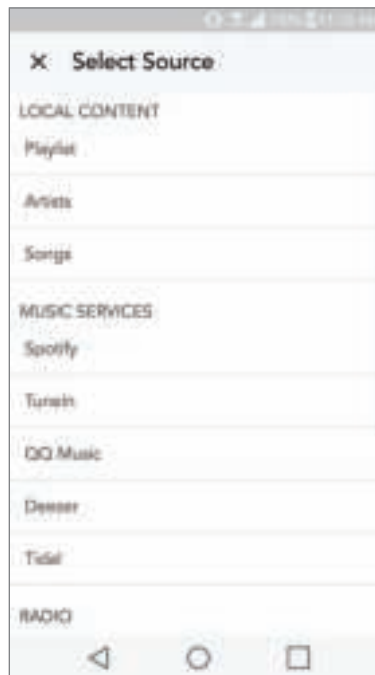 × Select Source
LOCAL CONTENT
Playlist
Artists
Songs
MUSIC SERVICES
Spotify
TuneIn
QQ Music
Deezer
Tidal
RADIO